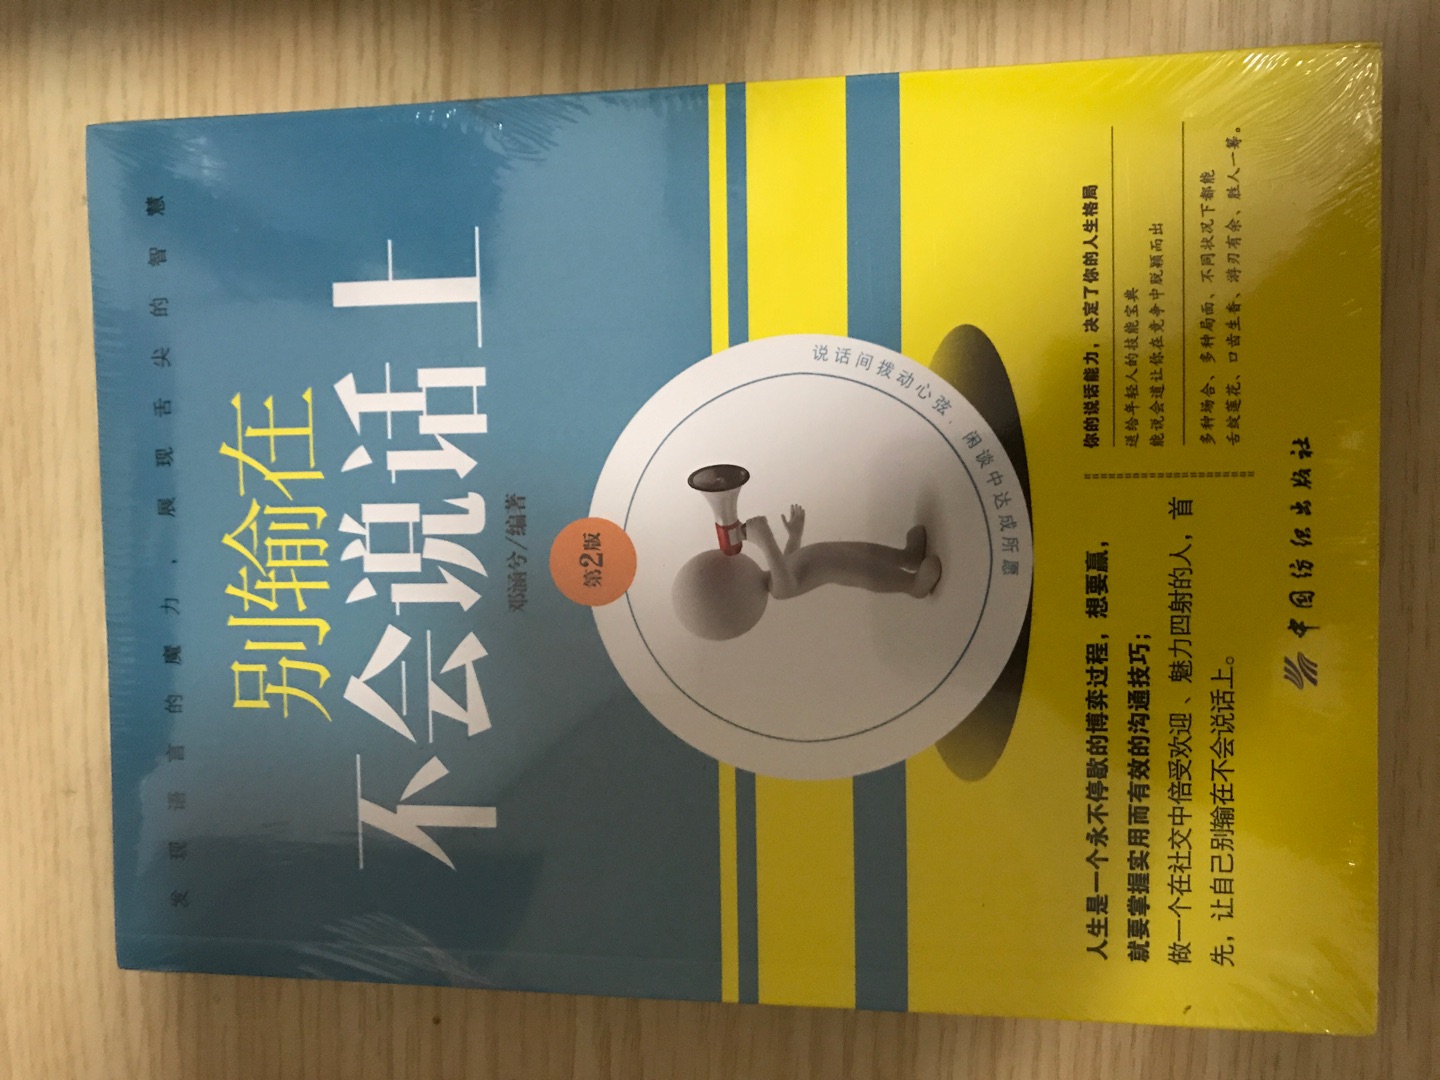 发现语言的魔力，展现舌尖的智慧
别输在
不会说话上
邓涵兮/编著
第2版
说话间拨动心弦，闲谈中达成所愿
人生是一个永不停歇的博弈过程，想要赢，
就要掌握实用而有效的沟通技巧；
做一个在社交中倍受欢迎、魅力四射的人，首
先，让自己别输在不会说话上。
你的说话能力，决定了你的人生格局
送给年轻人的技能宝典
能说会道让你在竞争中脱颖而出
多种场合、多种局面、不同状况下都能
舌绽莲花、口齿生香、游刃有余、胜人一筹。
中国纺织出版社